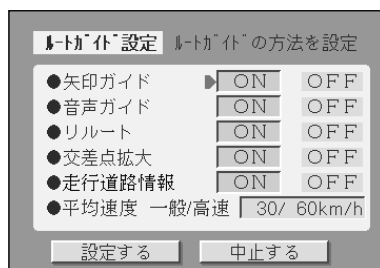 ﾙｰﾄｶﾞｲﾄﾞ設定 ﾙｰﾄｶﾞｲﾄﾞの方法を設定
●矢印ガイド ON OFF
●音声ガイド ON OFF
●リルート ON OFF
●交差点拡大 ON OFF
●走行道路情報 ON OFF
●平均速度 一般/高速 30/ 60km/h
設定する 中止する